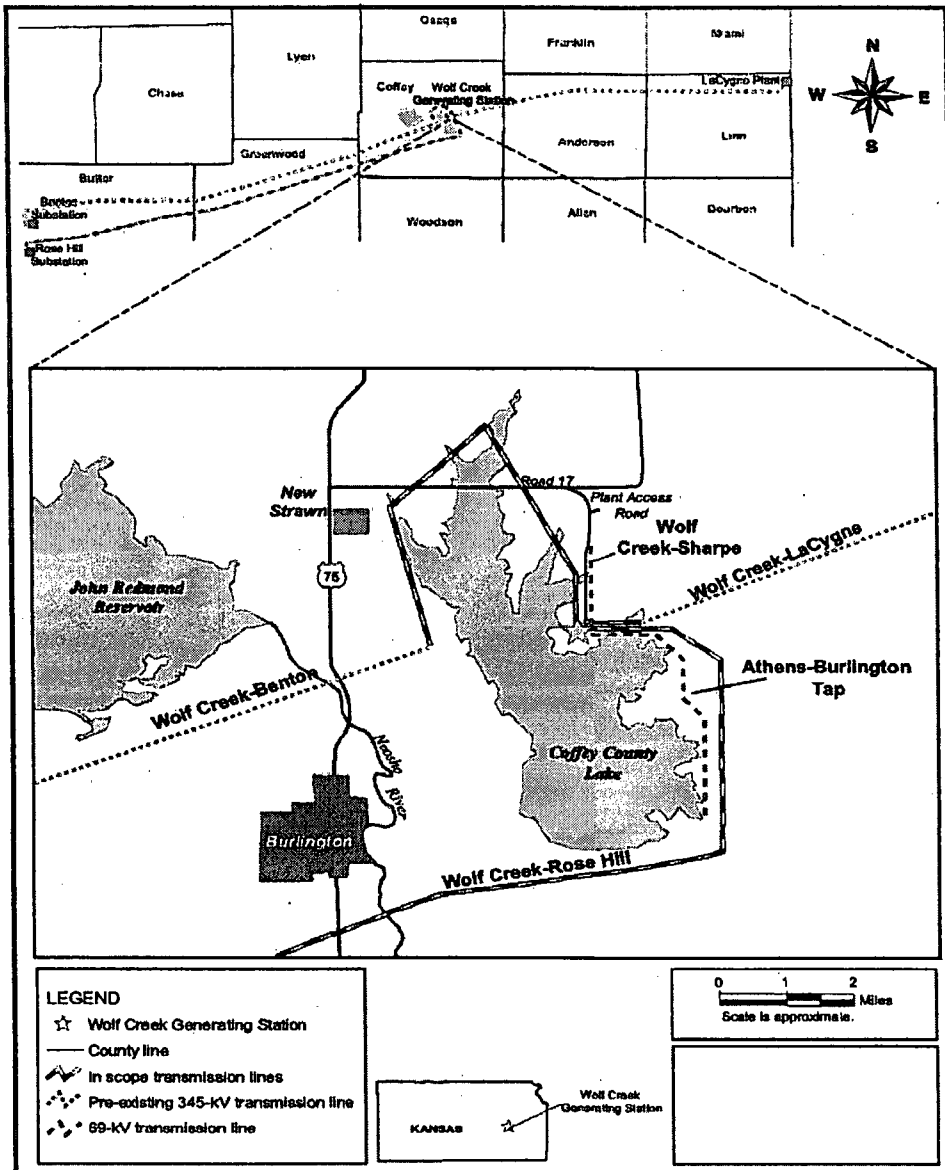 Osage
Miami
Franklin
Lyon
Chase
Coffey
Wolf Creek
Generating Station
LaCygne Plant
N
W
E
S
Greenwood
Anderson
Linn
Butler
Benton
Substation
Woodson
Allen
Bourbon
Rose Hill
Substation
New
Strawn
Road 17
Plant Access
Road
Wolf
Creek-Sharpe
75
Wolf Creek-LaCygne
John Redmond
Reservoir
Athens-Burlington
Tap
Wolf Creek-Benton
Neosho
River
Coffey County
Lake
Burlington
Wolf Creek-Rose Hill
LEGEND
Wolf Creek Generating Station
County line
In scope transmission lines
Pre-existing 345-kV transmission line
69-kV transmission line
KANSAS
Wolf Creek
Generating Station
0 1 2
Miles
Scale is approximate.